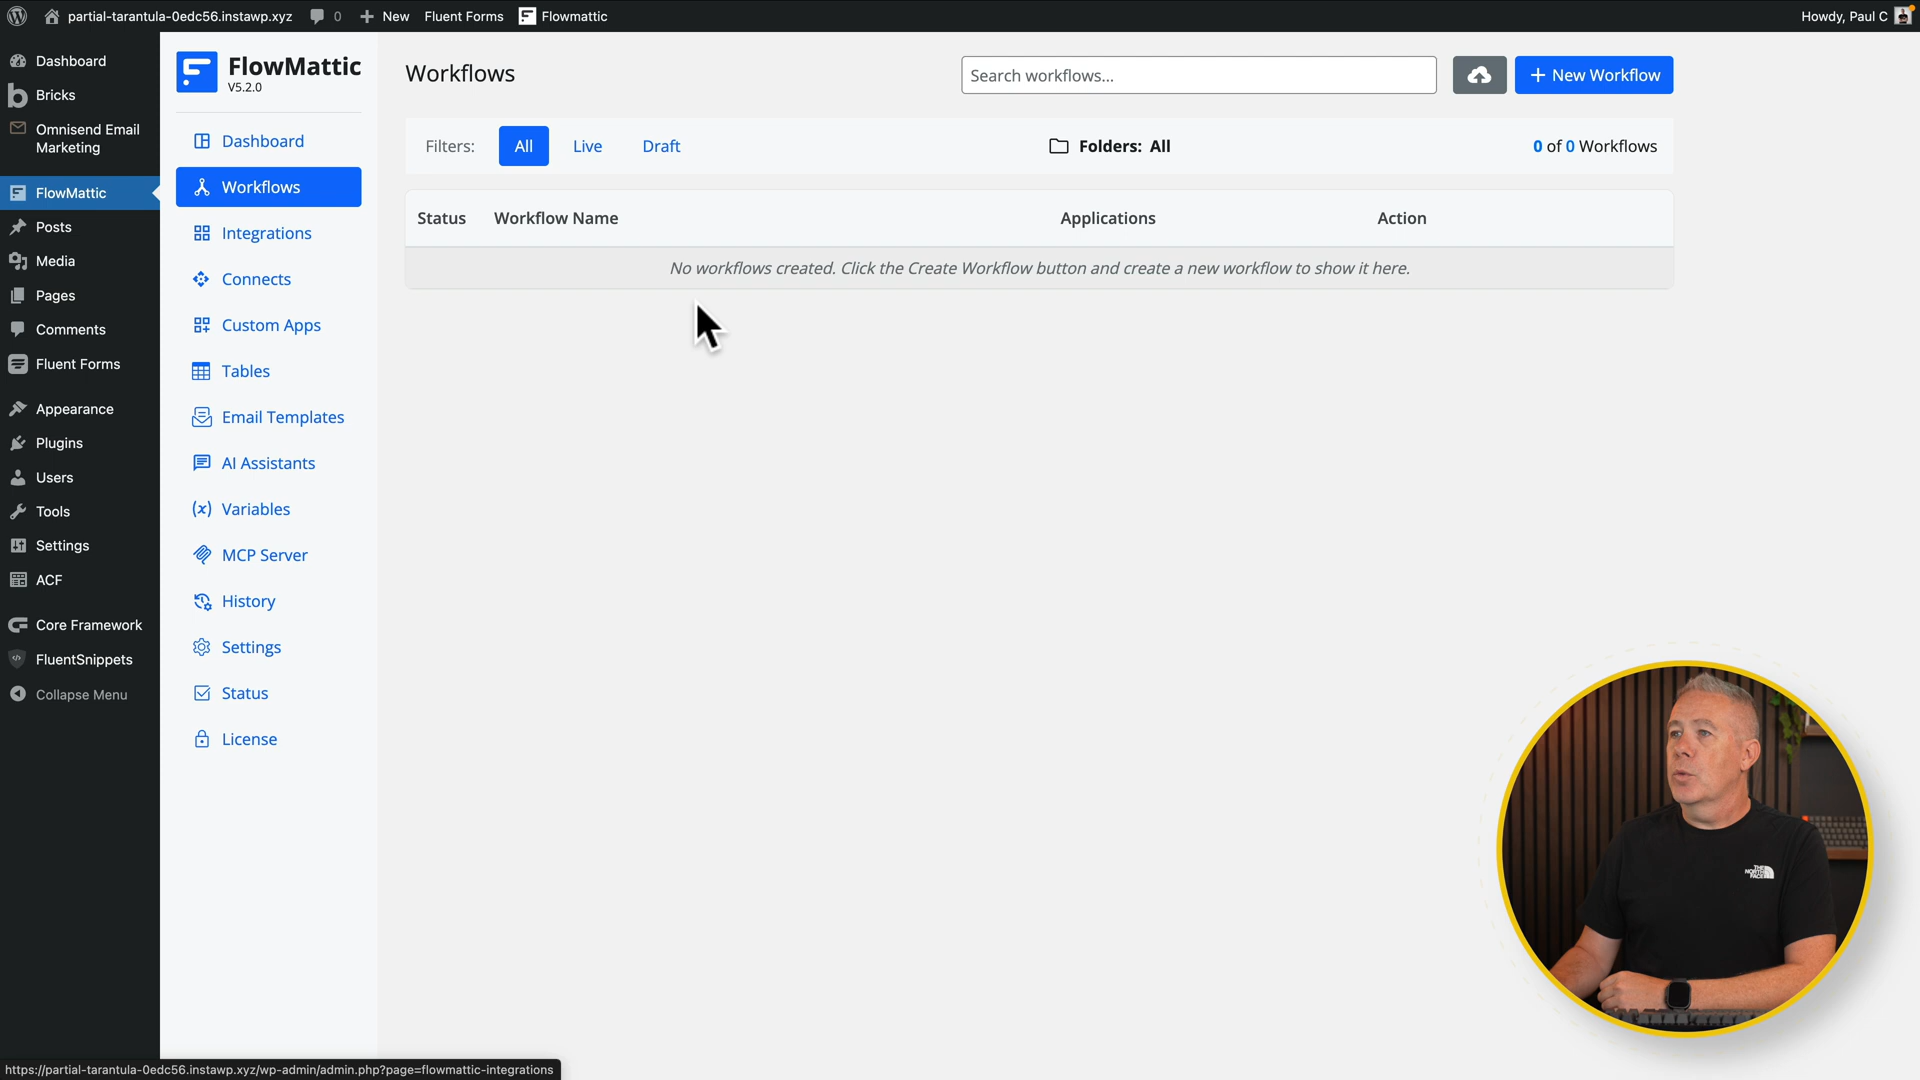 partial-tarantula-0edc56.instawp.xyz
0
New
Fluent Forms
Flowmattic
Howdy, Paul C
Dashboard
Bricks
Omnisend Email
Marketing
FlowMattic
Posts
Media
Pages
Comments
Fluent Forms
Appearance
Plugins
Users
Tools
Settings
ACF
Core Framework
FluentSnippets
Collapse Menu
FlowMattic
V5.2.0
Dashboard
Workflows
Integrations
Connects
Custom Apps
Tables
Email Templates
AI Assistants
(x) Variables
MCP Server
History
Settings
Status
License
Workflows
Search workflows...
+ New Workflow
Filters: All Live Draft
Folders: All
0 of 0 Workflows
Status Workflow Name Applications Action
No workflows created. Click the Create Workflow button and create a new workflow to show it here.
THE
NORTH
FACE
https://partial-tarantula-0edc56.instawp.xyz/wp-admin/admin.php?page=flowmattic-integrations